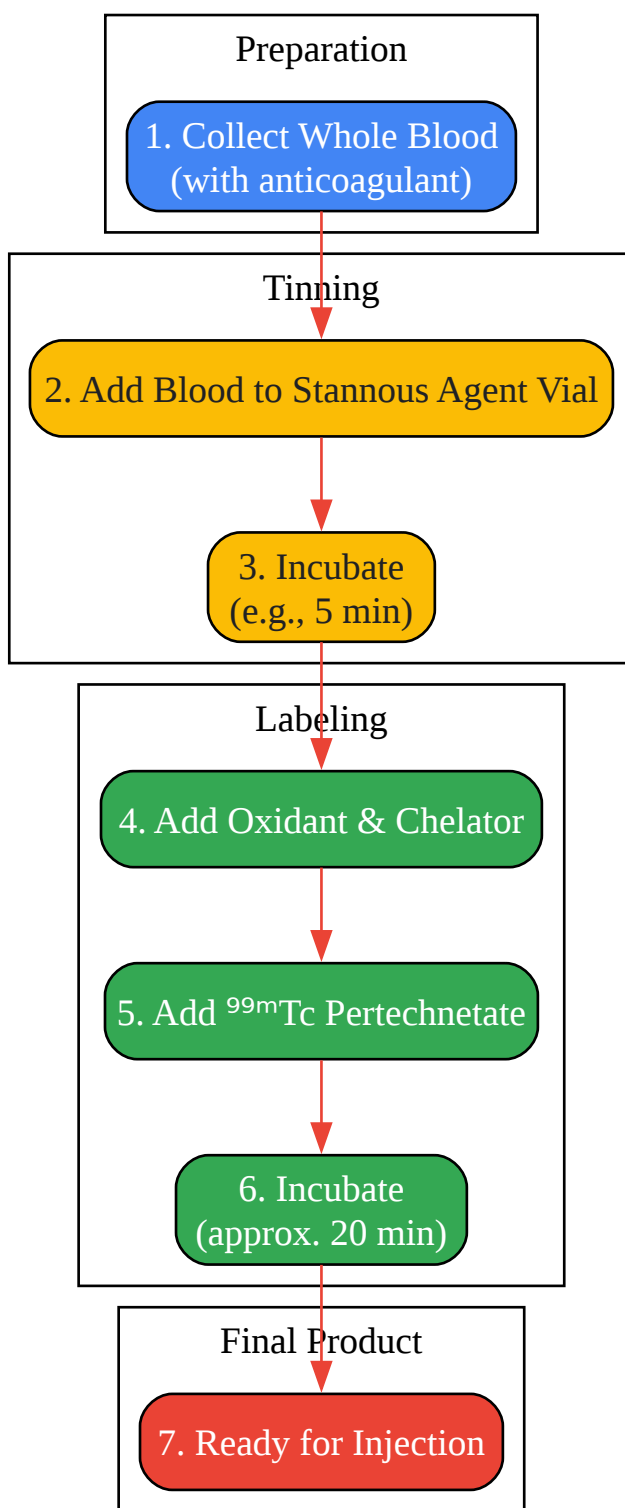 Preparation
1. Collect Whole Blood
(with anticoagulant)
Tinning
2. Add Blood to Stannous Agent Vial
3. Incubate
(e.g., 5 min)
Labeling
4. Add Oxidant & Chelator
5. Add ⁹⁹ᵐTc Pertechnetate
6. Incubate
(approx. 20 min)
Final Product
7. Ready for Injection